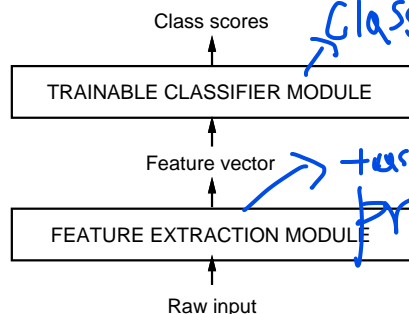 Class scores
TRAINABLE CLASSIFIER MODULE
Feature vector
FEATURE EXTRACTION MODULE
Raw input